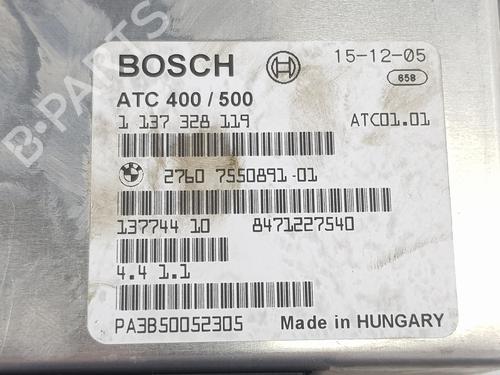 BOSCH
15-12-05
658
ATC 400 / 500
1 137 328 119
ATC01.01
2760 7550891-01
137744 10
8471227540
4.4 1.1
PA3B50052305
Made in HUNGARY
B-PARTS